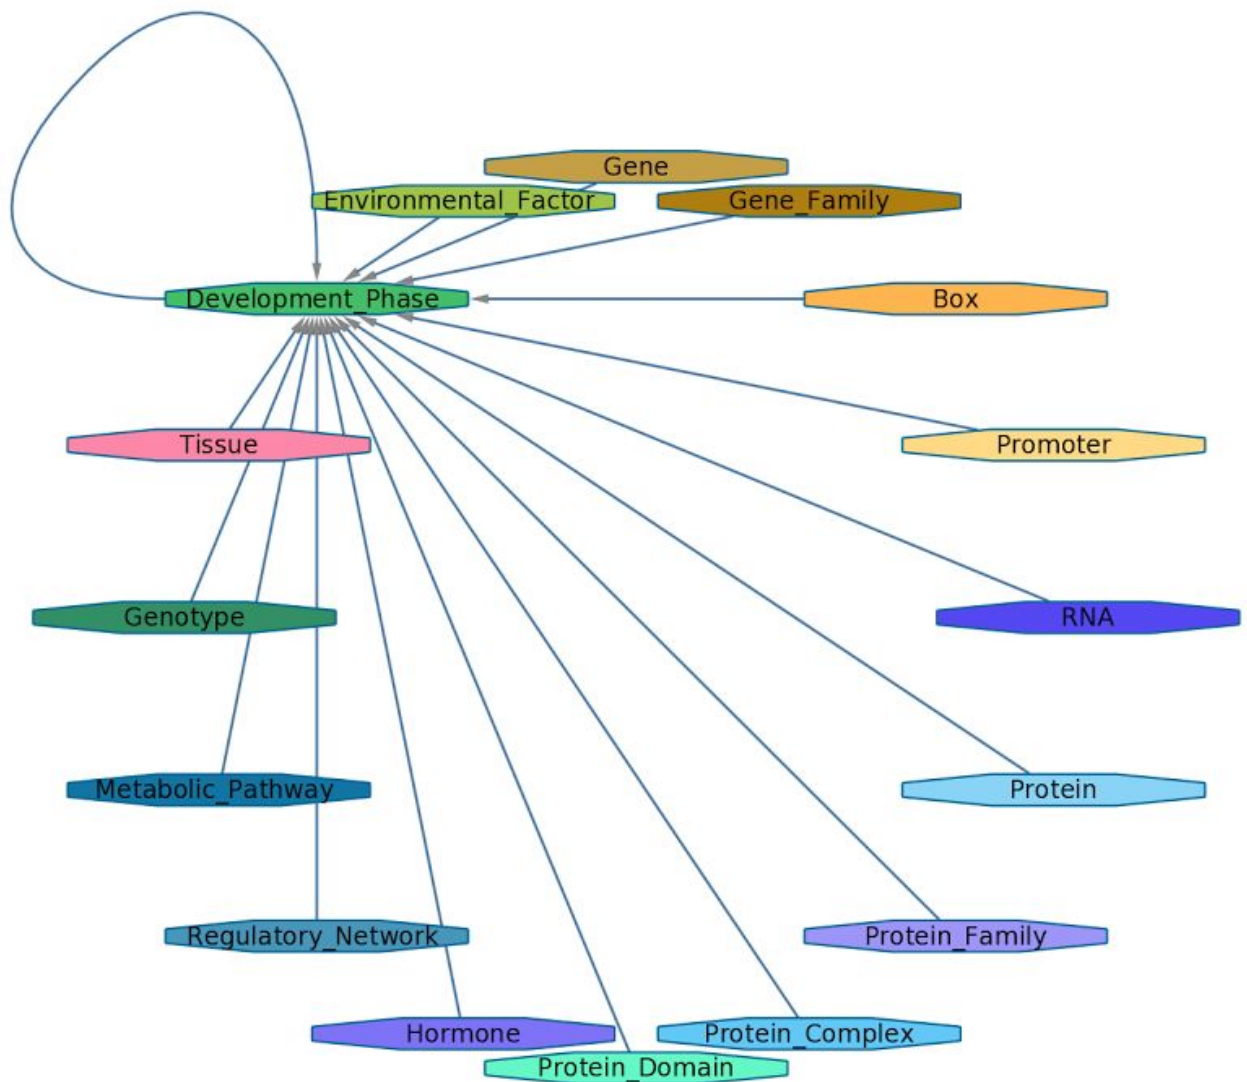 Gene
Environmental_Factor
Gene_Family
Development_Phase
Box
Tissue
Promoter
Genotype
RNA
Metabolic_Pathway
Protein
Regulatory_Network
Protein_Family
Hormone
Protein_Complex
Protein_Domain